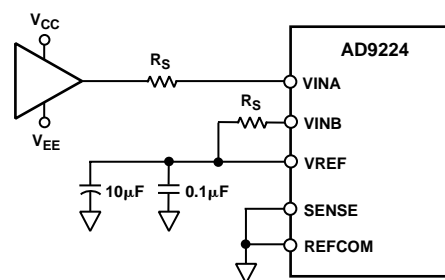 VCC
AD9224
RS
VINA
RS
VINB
VEE
VREF
10µF
0.1µF
SENSE
REFCOM